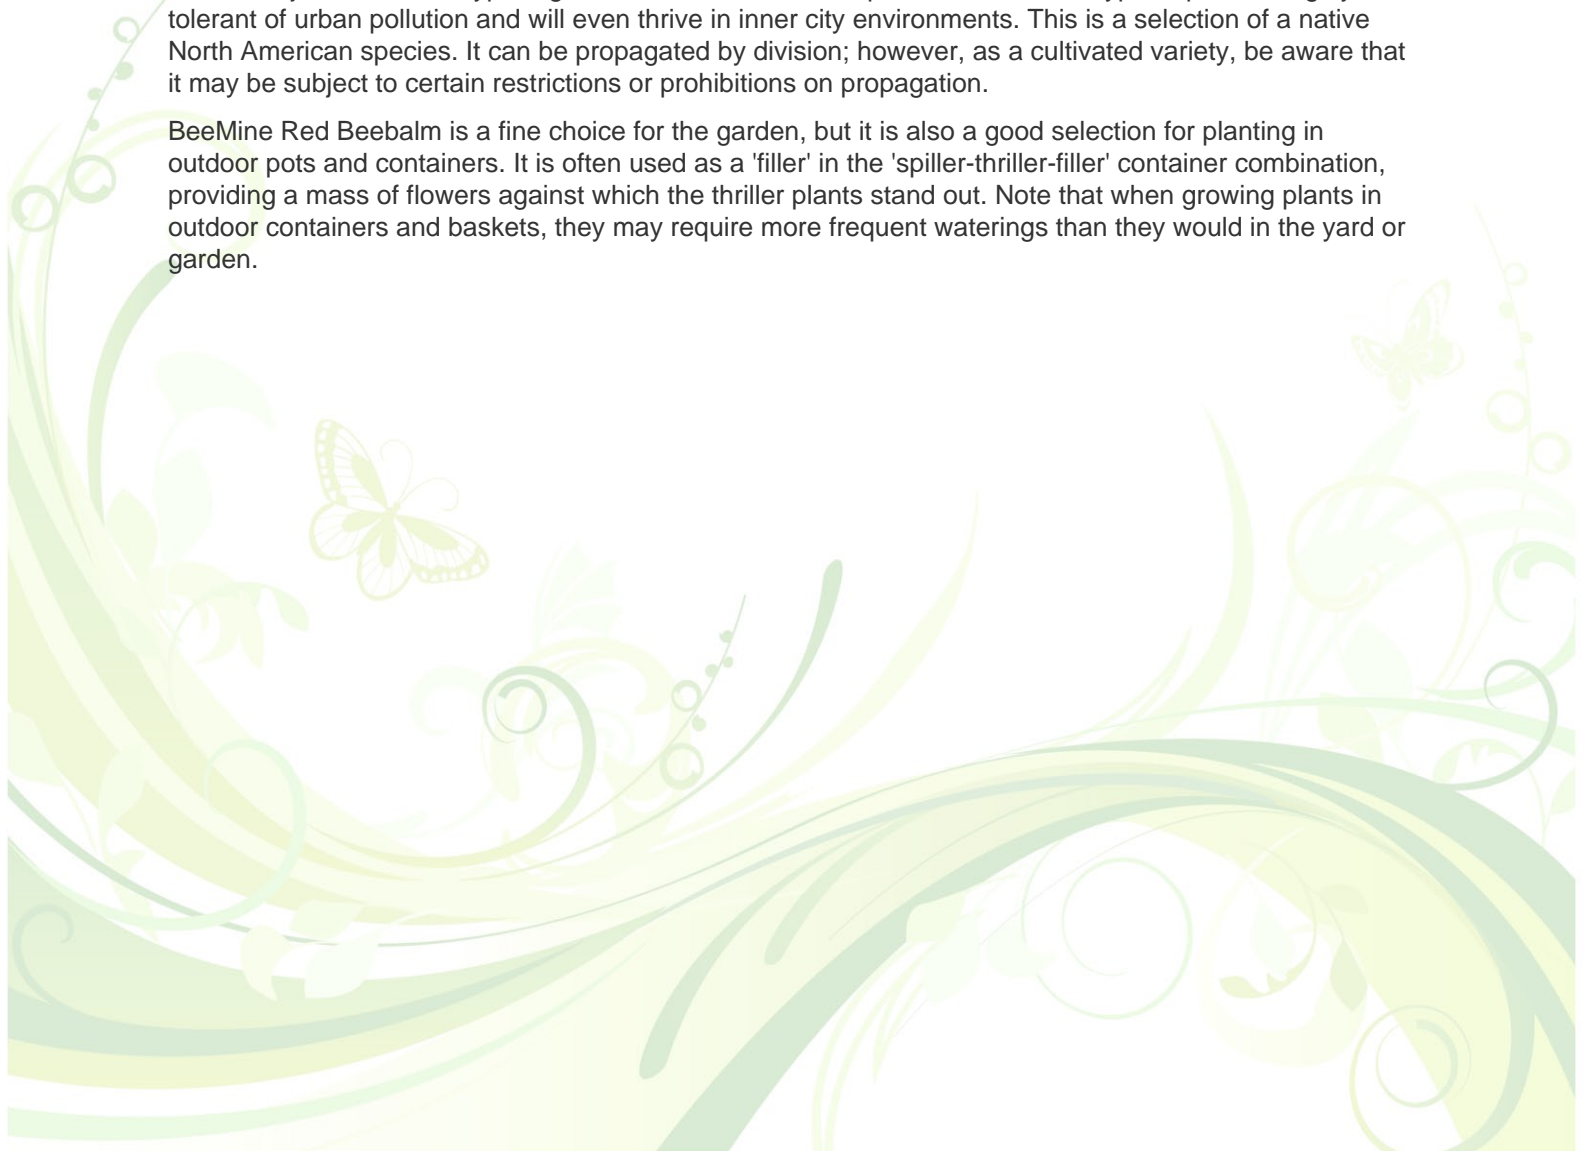 tolerant of urban pollution and will even thrive in inner city environments. This is a selection of a native
North American species. It can be propagated by division; however, as a cultivated variety, be aware that
it may be subject to certain restrictions or prohibitions on propagation.
BeeMine Red Beebalm is a fine choice for the garden, but it is also a good selection for planting in
outdoor pots and containers. It is often used as a 'filler' in the 'spiller-thriller-filler' container combination,
providing a mass of flowers against which the thriller plants stand out. Note that when growing plants in
outdoor containers and baskets, they may require more frequent waterings than they would in the yard or
garden.